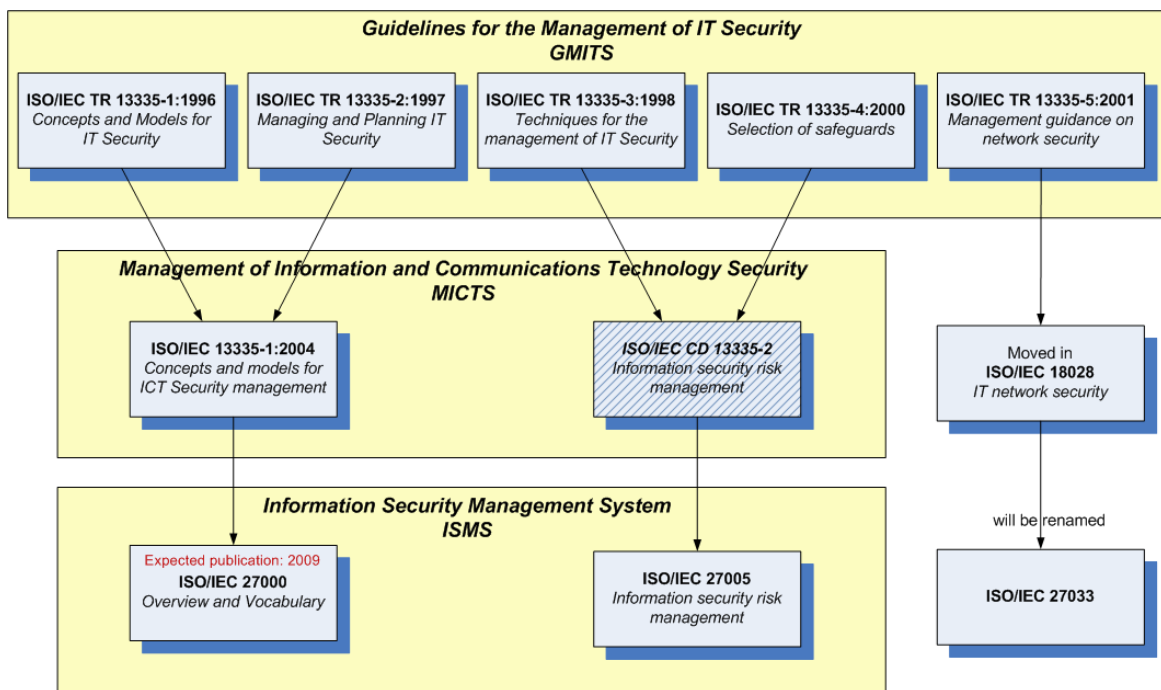 Guidelines for the Management of IT Security
GMITS
ISO/IEC TR 13335-1:1996
Concepts and Models for
IT Security
ISO/IEC TR 13335-2:1997
Managing and Planning IT
Security
ISO/IEC TR 13335-3:1998
Techniques for the
management of IT Security
ISO/IEC TR 13335-4:2000
Selection of safeguards
ISO/IEC TR 13335-5:2001
Management guidance on
network security
Management of Information and Communications Technology Security
MICTS
ISO/IEC 13335-1:2004
Concepts and models for
ICT Security management
ISO/IEC CD 13335-2
Information security risk
management
Moved in
ISO/IEC 18028
IT network security
Information Security Management System
ISMS
will be renamed
Expected publication: 2009
ISO/IEC 27000
Overview and Vocabulary
ISO/IEC 27005
Information security risk
management
ISO/IEC 27033